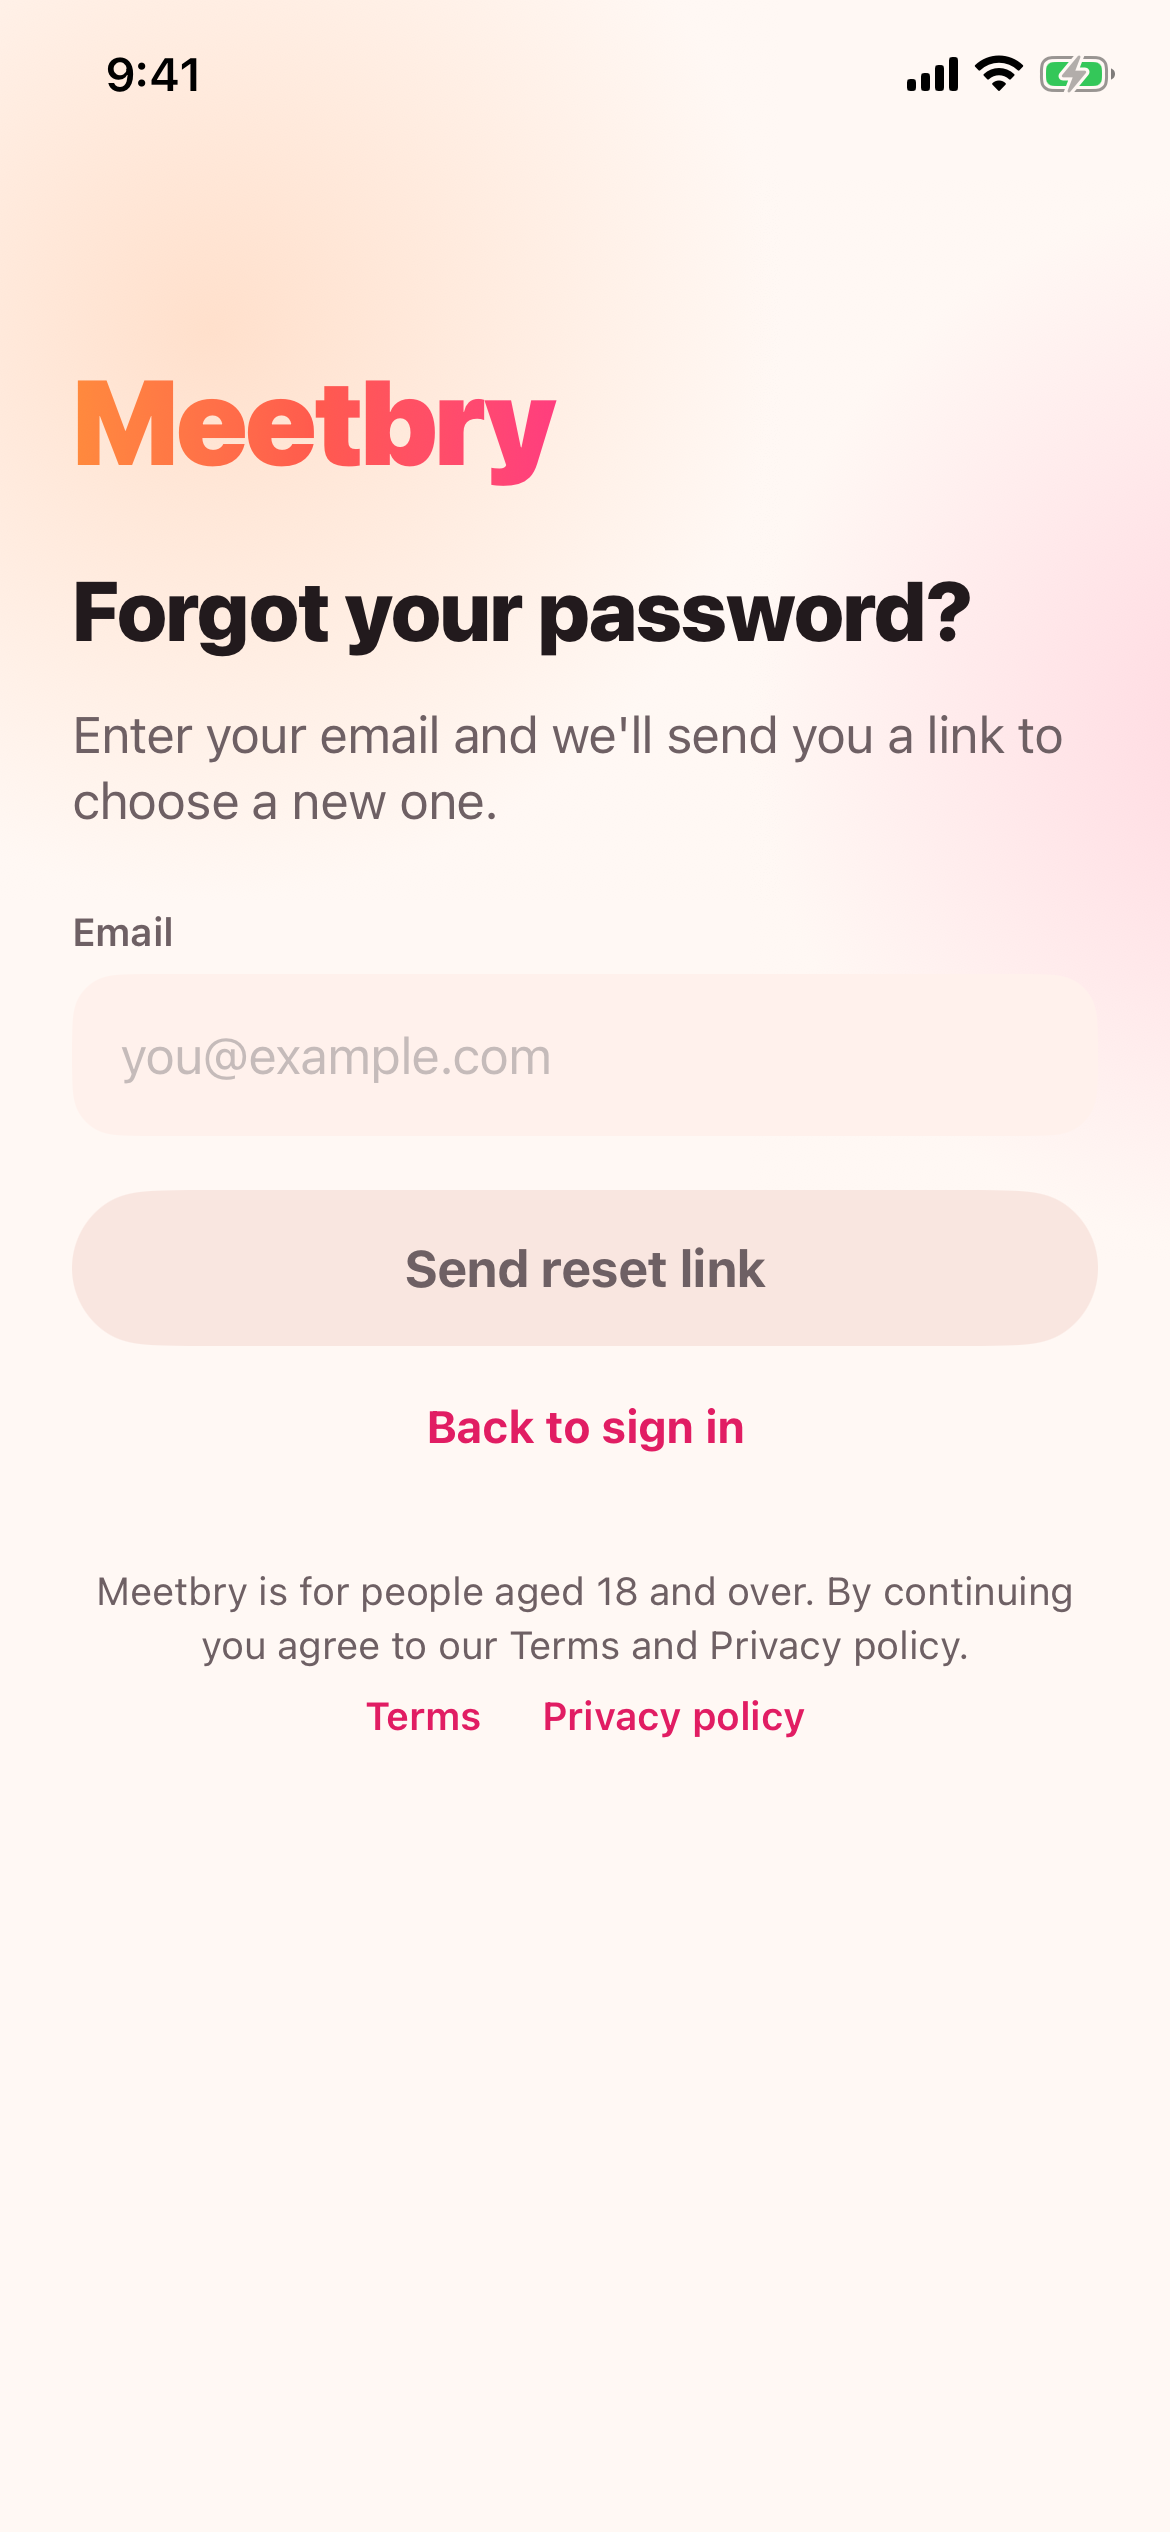 9:41
Meetbry
Forgot your password?
Enter your email and we'll send you a link to
choose a new one.
Email
you@example.com
Send reset link
Back to sign in
Meetbry is for people aged 18 and over. By continuing
you agree to our Terms and Privacy policy.
Terms Privacy policy